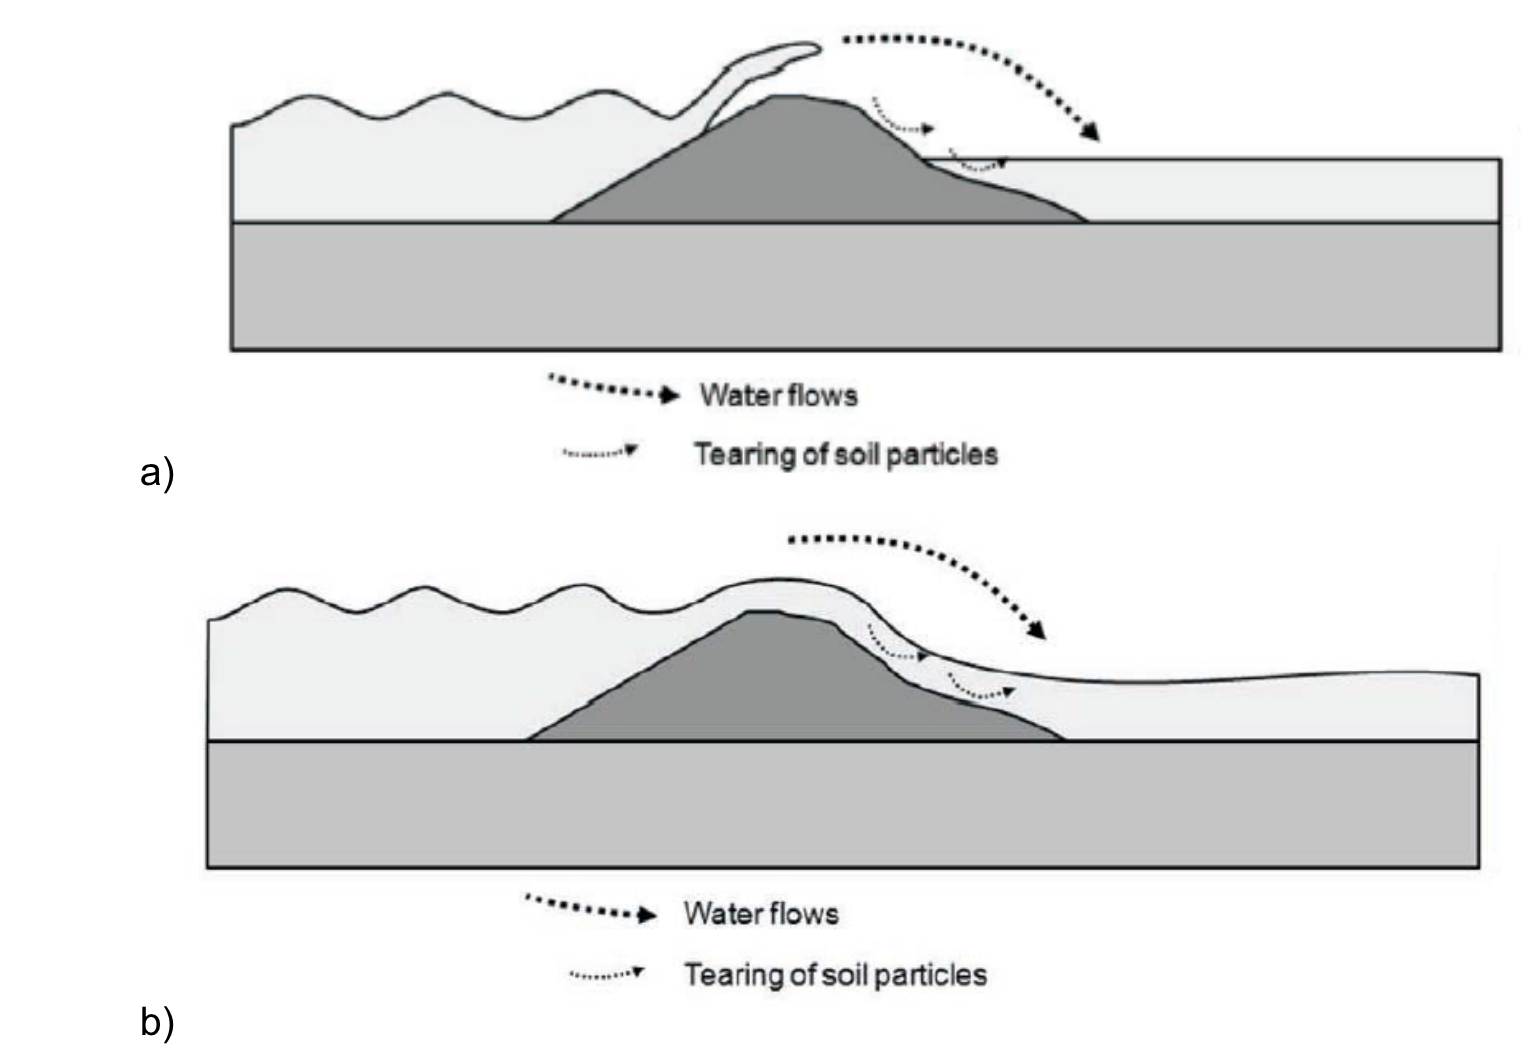 Water flows
Tearing of soil particles
a)
Water flows
Tearing of soil particles
b)